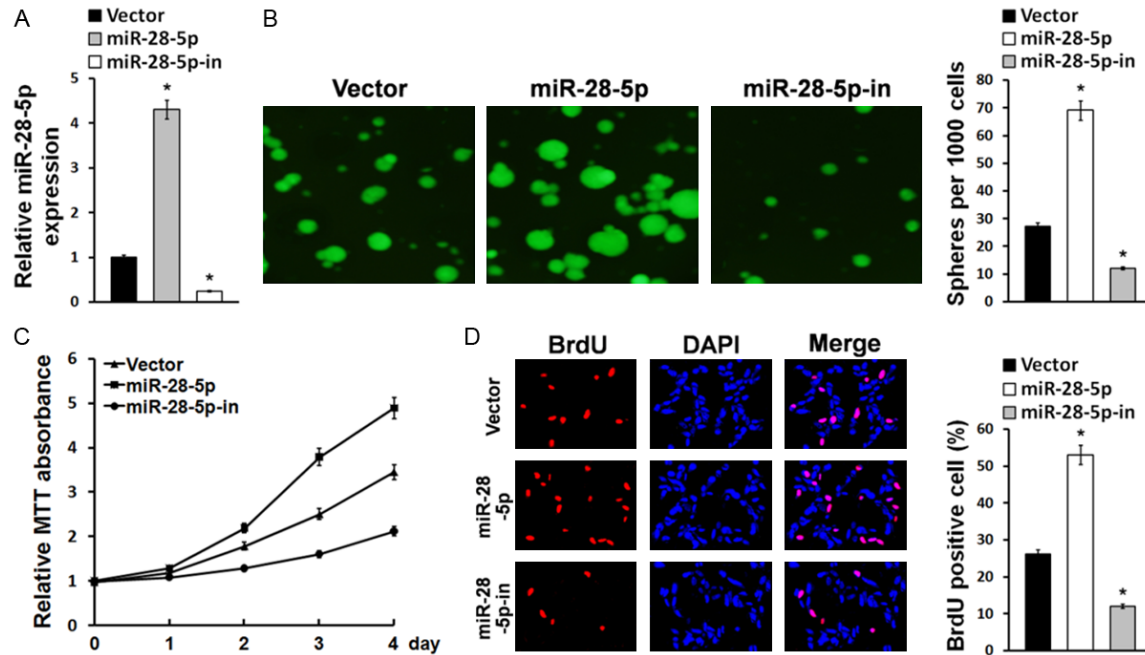 A
Vector
miR-28-5p
miR-28-5p-in
Relative miR-28-5p
expression
5
4
3
2
1
0
*
*
B
Vector
miR-28-5p
miR-28-5p-in
Vector
miR-28-5p
miR-28-5p-in
Spheres per 1000 cells
80
70
60
50
40
30
20
10
0
*
*
C
Relative MTT absorbance
6
5
4
3
2
1
0
Vector
miR-28-5p
miR-28-5p-in
0 1 2 3 4 day
D
BrdU DAPI Merge
Vector
miR-28
-5p
miR-28
-5p-in
Vector
miR-28-5p
miR-28-5p-in
BrdU positive cell (%)
60
50
40
30
20
10
0
*
*